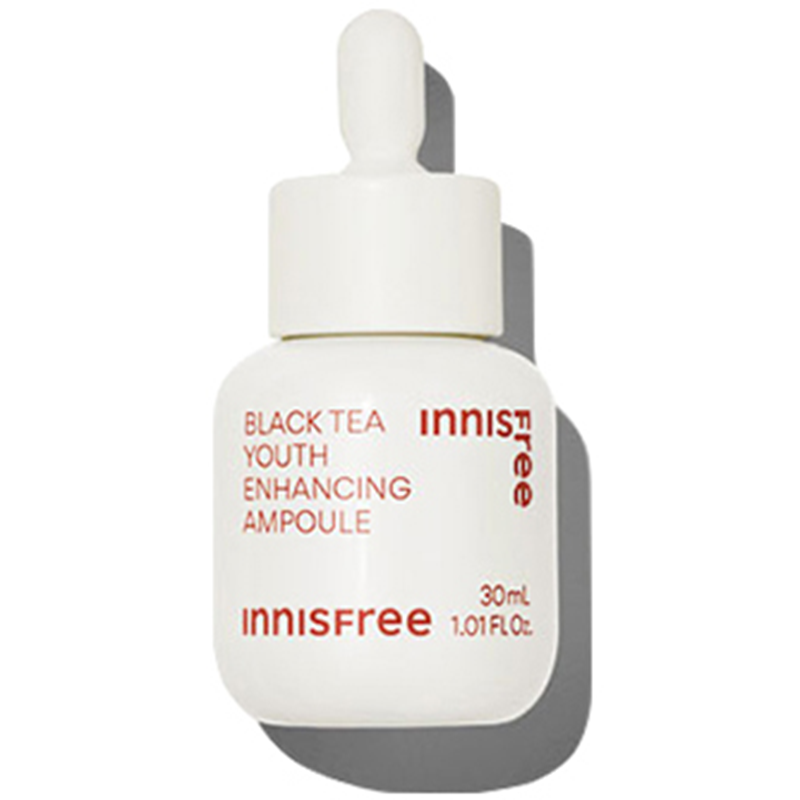 BLACK TEA
YOUTH
ENHANCING
AMPOULE
INNISFree
INNISFree
30mL
1.01 FL Oz.